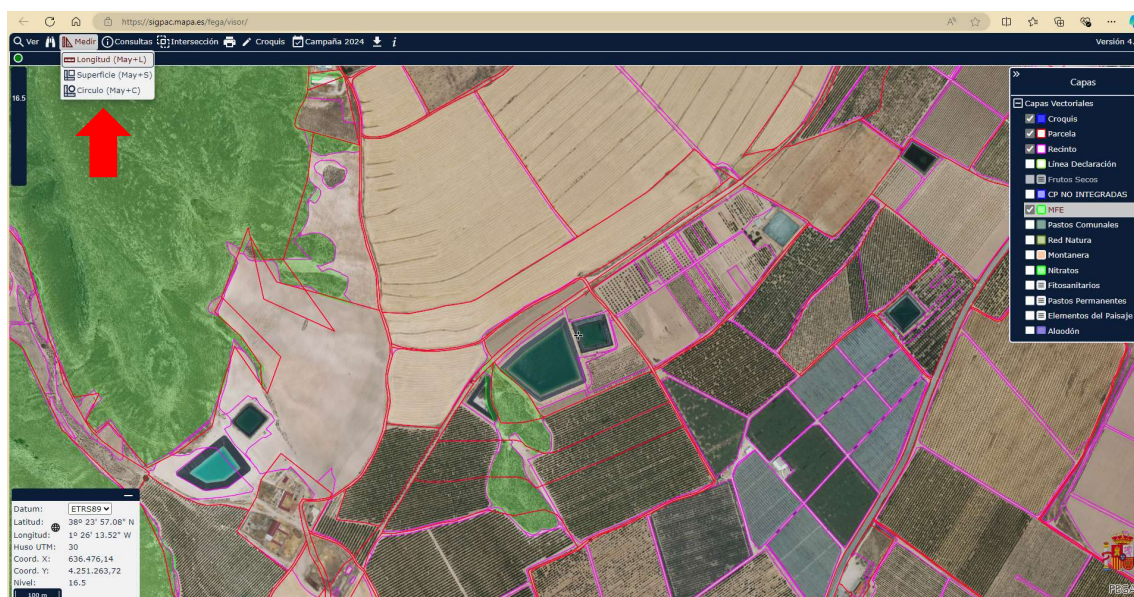 https://sigpac.mapa.es/fega/visor/
Ver Medir Consultas Intersección Croquis Campaña 2024 i
Versión 4.
Longitud (May+L)
Superficie (May+S)
Círculo (May+C)
16.5
Capas
Capas Vectoriales
Croquis
Parcela
Recinto
Línea Declaración
Frutos Secos
CP NO INTEGRADAS
MFE
Pastos Comunales
Red Natura
Montanera
Nitratos
Fitosanitarios
Pastos Permanentes
Elementos del Paisaje
Algodón
Datum: ETRS89
Latitud: 38º 23' 57.08" N
Longitud: 1º 26' 13.52" W
Huso UTM: 30
Coord. X: 636.476,14
Coord. Y: 4.251.263,72
Nivel: 16.5
100 m